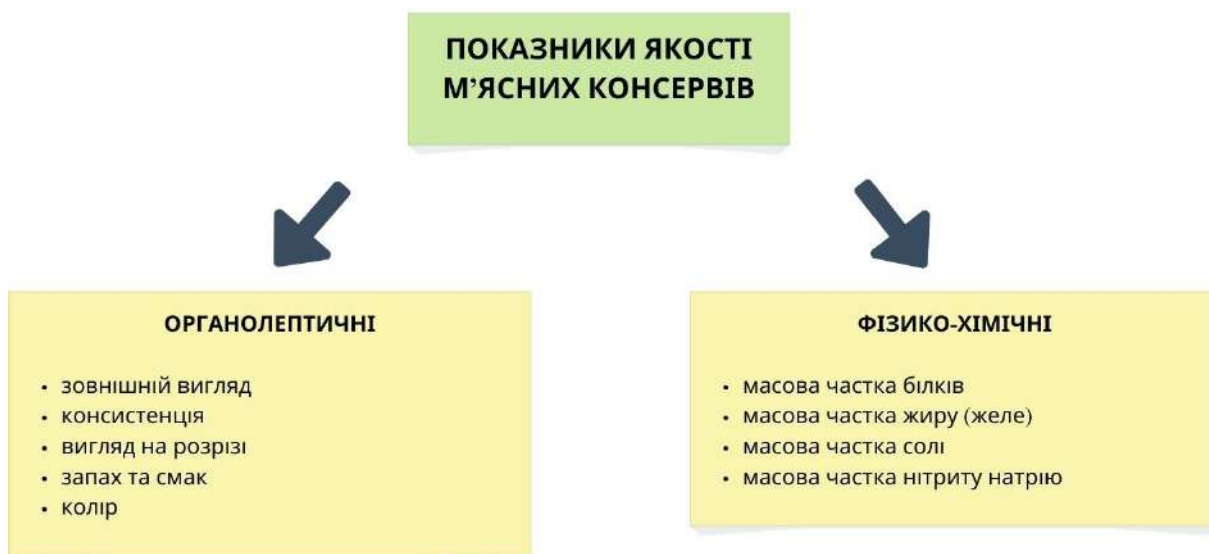 ПОКАЗНИКИ ЯКОСТІ
М’ЯСНИХ КОНСЕРВІВ
ОРГАНОЛЕПТИЧНІ
• зовнішній вигляд
• консистенція
• вигляд на розрізі
• запах та смак
• колір
ФІЗИКО-ХІМІЧНІ
• масова частка білків
• масова частка жиру (желе)
• масова частка солі
• масова частка нітриту натрію